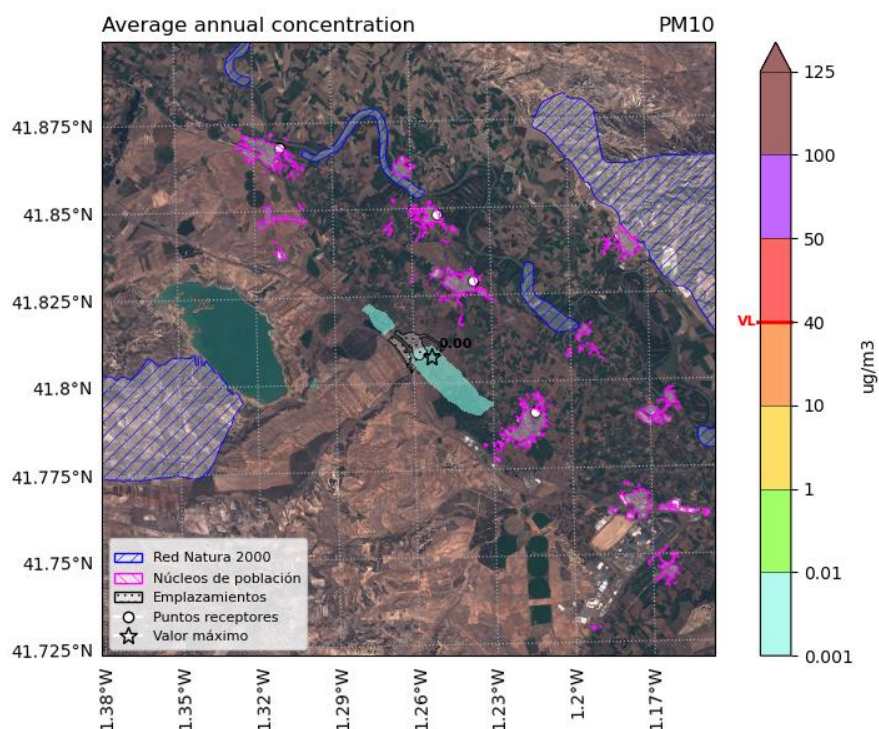 Average annual concentration PM10
41.875°N
41.85°N
41.825°N
41.8°N
41.775°N
41.75°N
41.725°N
1.38°W
1.35°W
1.32°W
1.29°W
1.26°W
1.23°W
1.2°W
1.17°W
0.00
Red Natura 2000
Núcleos de población
Emplazamientos
Puntos receptores
Valor máximo
125
100
50
VL 40
10
1
0.01
0.001
ug/m3